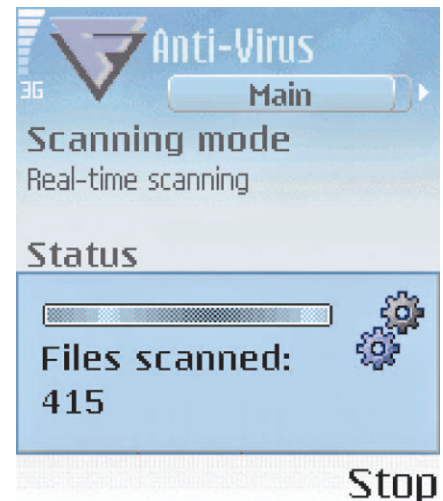 Anti-Virus
3G
Main
Scanning mode
Real-time scanning
Status
Files scanned:
415
Stop